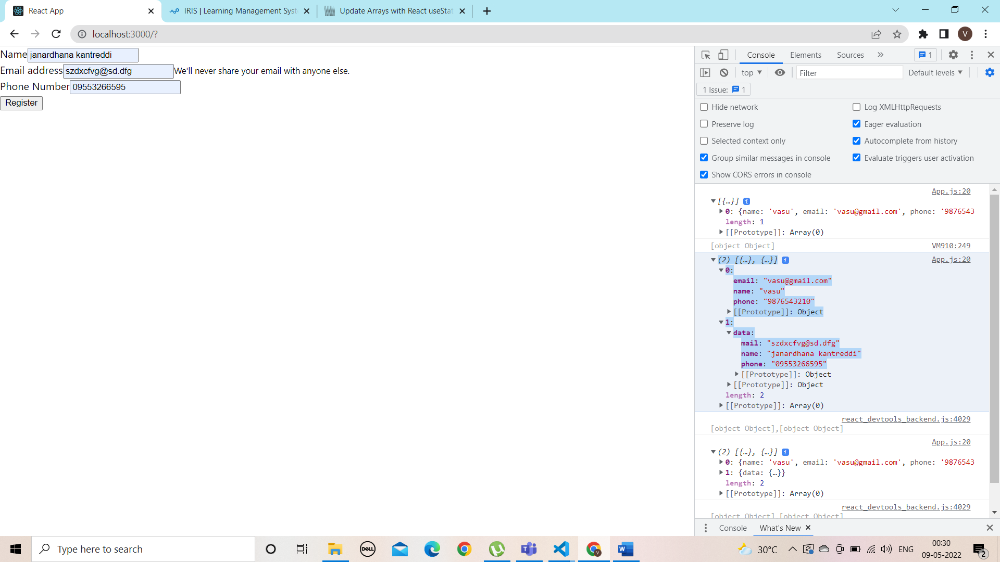 React App
IRIS | Learning Management Syst
Update Arrays with React useStat
localhost:3000/?
V
Name janardhana kantreddi
Email address szdxcfvg@sd.dfg We'll never share your email with anyone else.
Phone Number 09553266595
Register
Console Elements Sources » 1
top Filter Default levels
1 Issue: 1
Hide network Log XMLHttpRequests
Preserve log Eager evaluation
Selected context only Autocomplete from history
Group similar messages in console Evaluate triggers user activation
Show CORS errors in console
App.js:20
[{…}] i
0: {name: 'vasu', email: 'vasu@gmail.com', phone: '9876543
length: 1
[[Prototype]]: Array(0)
[object Object] VM910:249
(2) [{…}, {…}] i App.js:20
0:
email: "vasu@gmail.com"
name: "vasu"
phone: "9876543210"
[[Prototype]]: Object
1:
data:
mail: "szdxcfvg@sd.dfg"
name: "janardhana kantreddi"
phone: "09553266595"
[[Prototype]]: Object
[[Prototype]]: Object
length: 2
[[Prototype]]: Array(0)
react_devtools_backend.js:4029
[object Object],[object Object]
App.js:20
(2) [{…}, {…}] i
0: {name: 'vasu', email: 'vasu@gmail.com', phone: '9876543
1: {data: {…}}
length: 2
[[Prototype]]: Array(0)
react_devtools_backend.js:4029
[object Object],[object Object]
Console What's New
Type here to search
DELL
V
W
30°C
ENG
00:30
09-05-2022
2